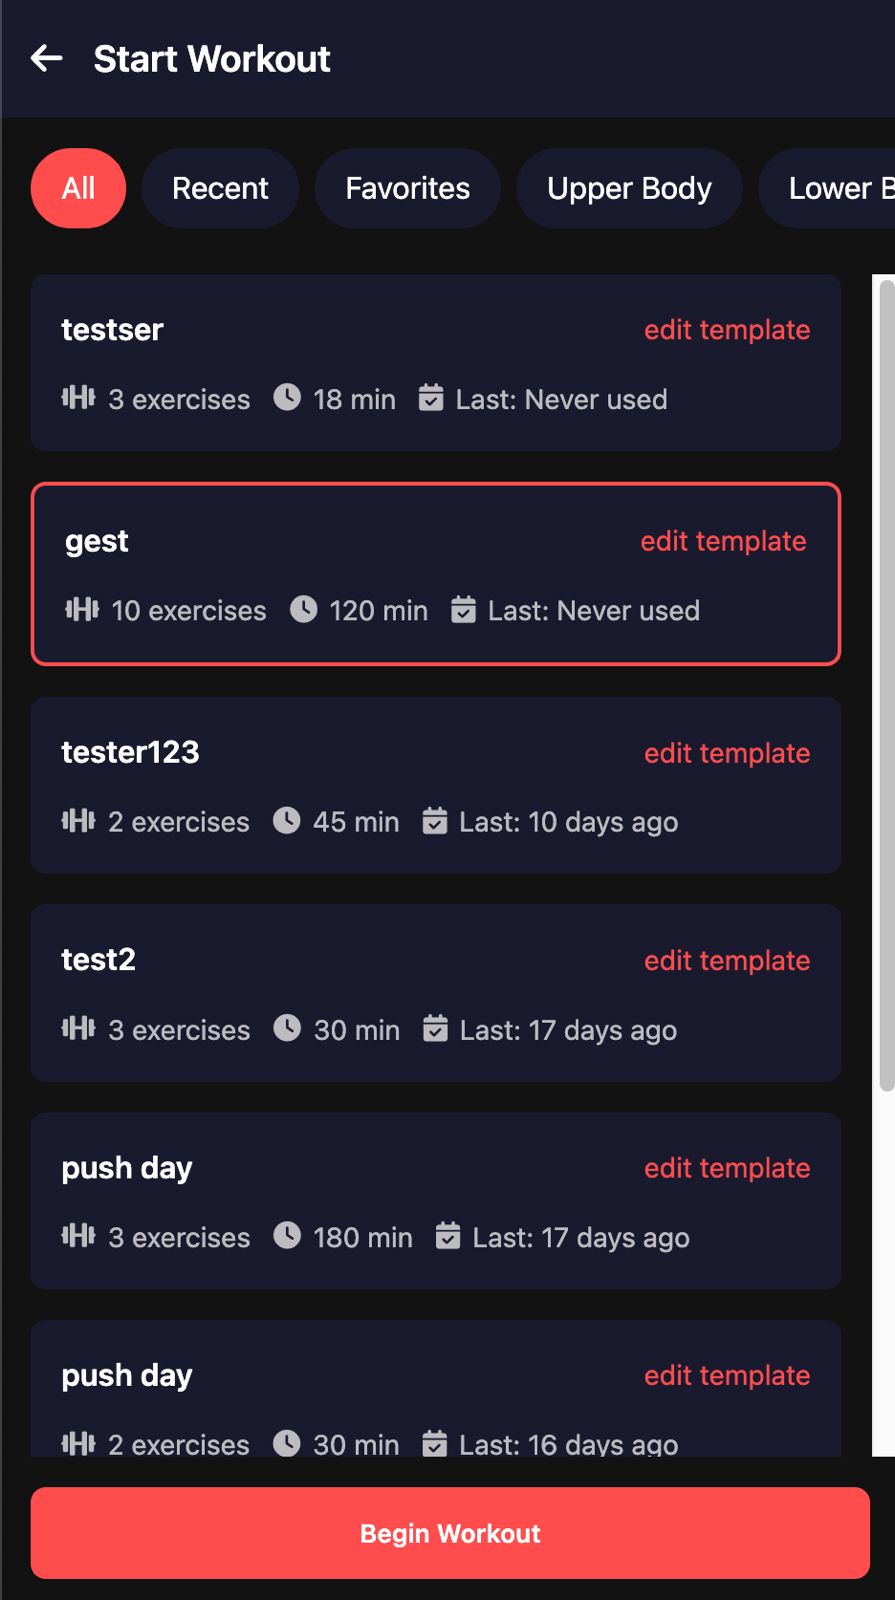 Start Workout
All Recent Favorites Upper Body Lower B
testser edit template
3 exercises 18 min Last: Never used
gest edit template
10 exercises 120 min Last: Never used
tester123 edit template
2 exercises 45 min Last: 10 days ago
test2 edit template
3 exercises 30 min Last: 17 days ago
push day edit template
3 exercises 180 min Last: 17 days ago
push day edit template
2 exercises 30 min Last: 16 days ago
Begin Workout